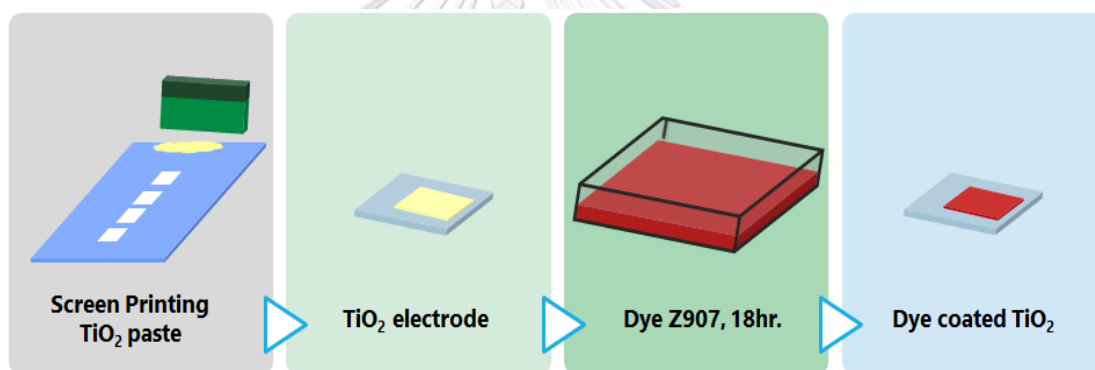 Screen Printing
TiO₂ paste
TiO₂ electrode
Dye Z907, 18hr.
Dye coated TiO₂